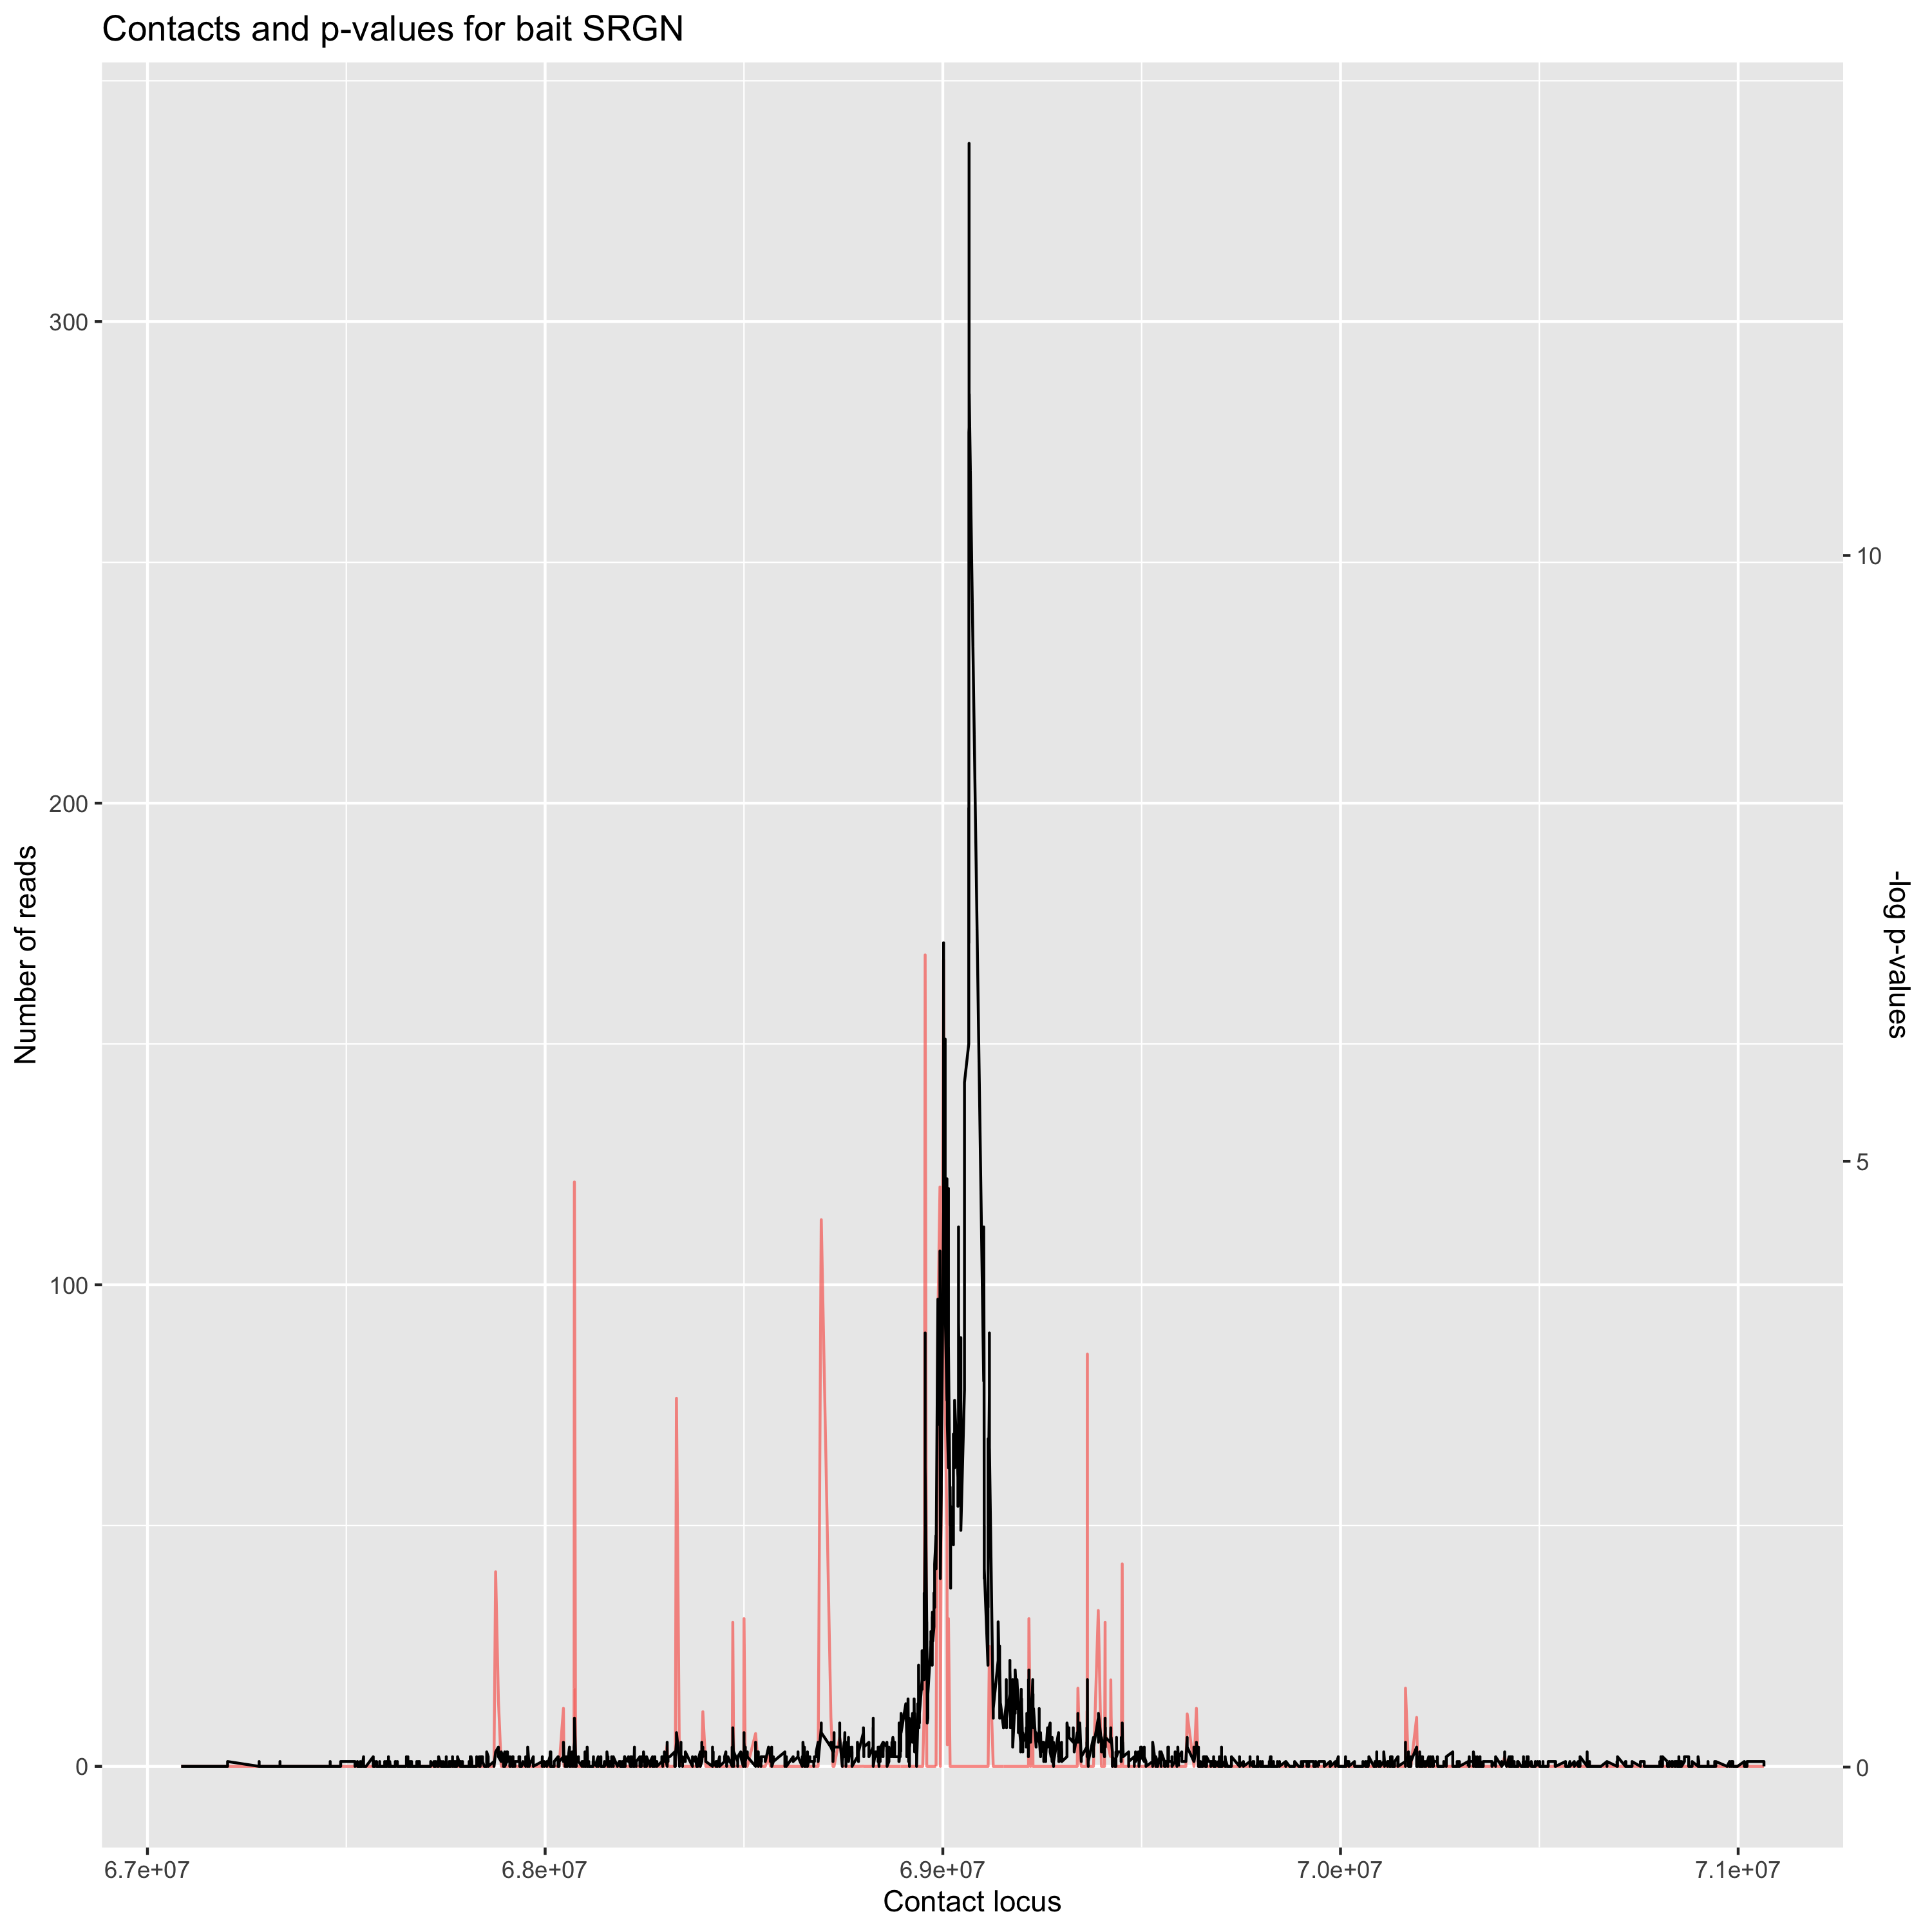 Contacts and p-values for bait SRGN
300
200
100
0
Number of reads
10
5
0
-log p-values
6.7e+07
6.8e+07
6.9e+07
7.0e+07
7.1e+07
Contact locus